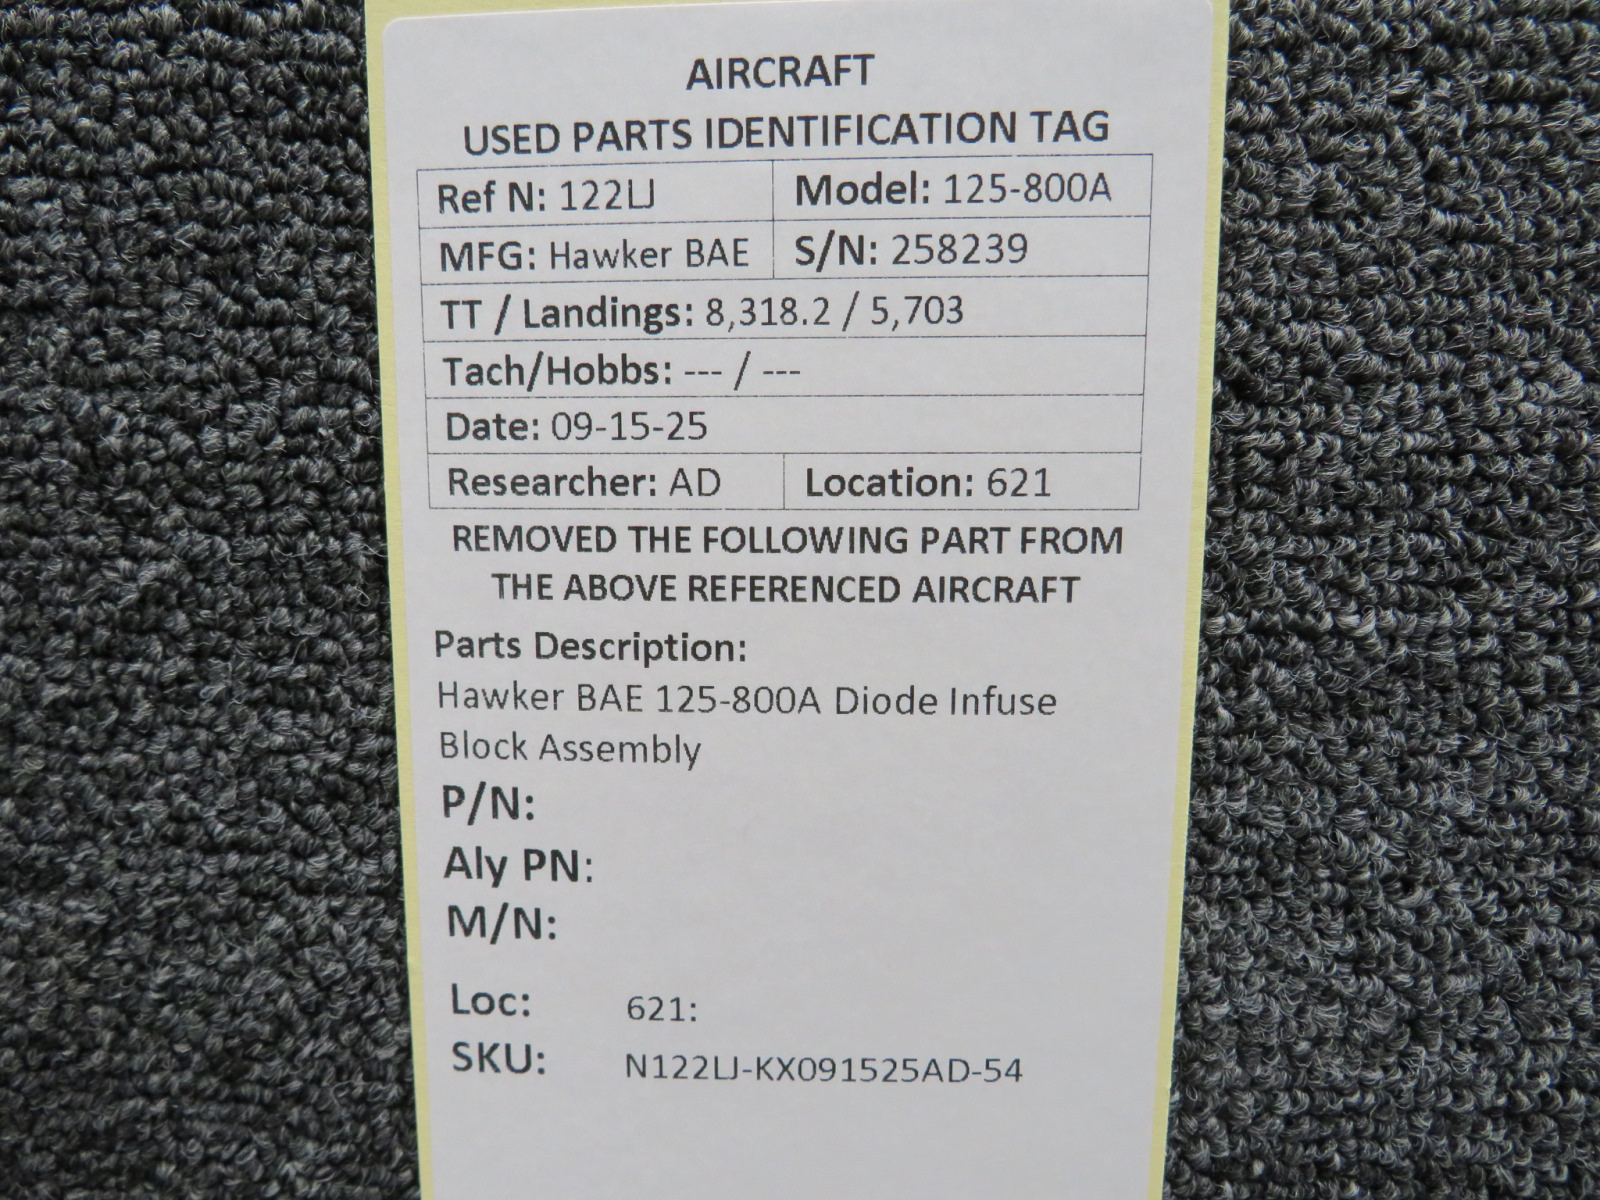 AIRCRAFT
USED PARTS IDENTIFICATION TAG
Ref N: 122LJ Model: 125-800A
MFG: Hawker BAE S/N: 258239
TT / Landings: 8,318.2 / 5,703
Tach/Hobbs: --- / ---
Date: 09-15-25
Researcher: AD Location: 621
REMOVED THE FOLLOWING PART FROM
THE ABOVE REFERENCED AIRCRAFT
Parts Description:
Hawker BAE 125-800A Diode Infuse
Block Assembly
P/N:
Aly PN:
M/N:
Loc: 621:
SKU: N122LJ-KX091525AD-54